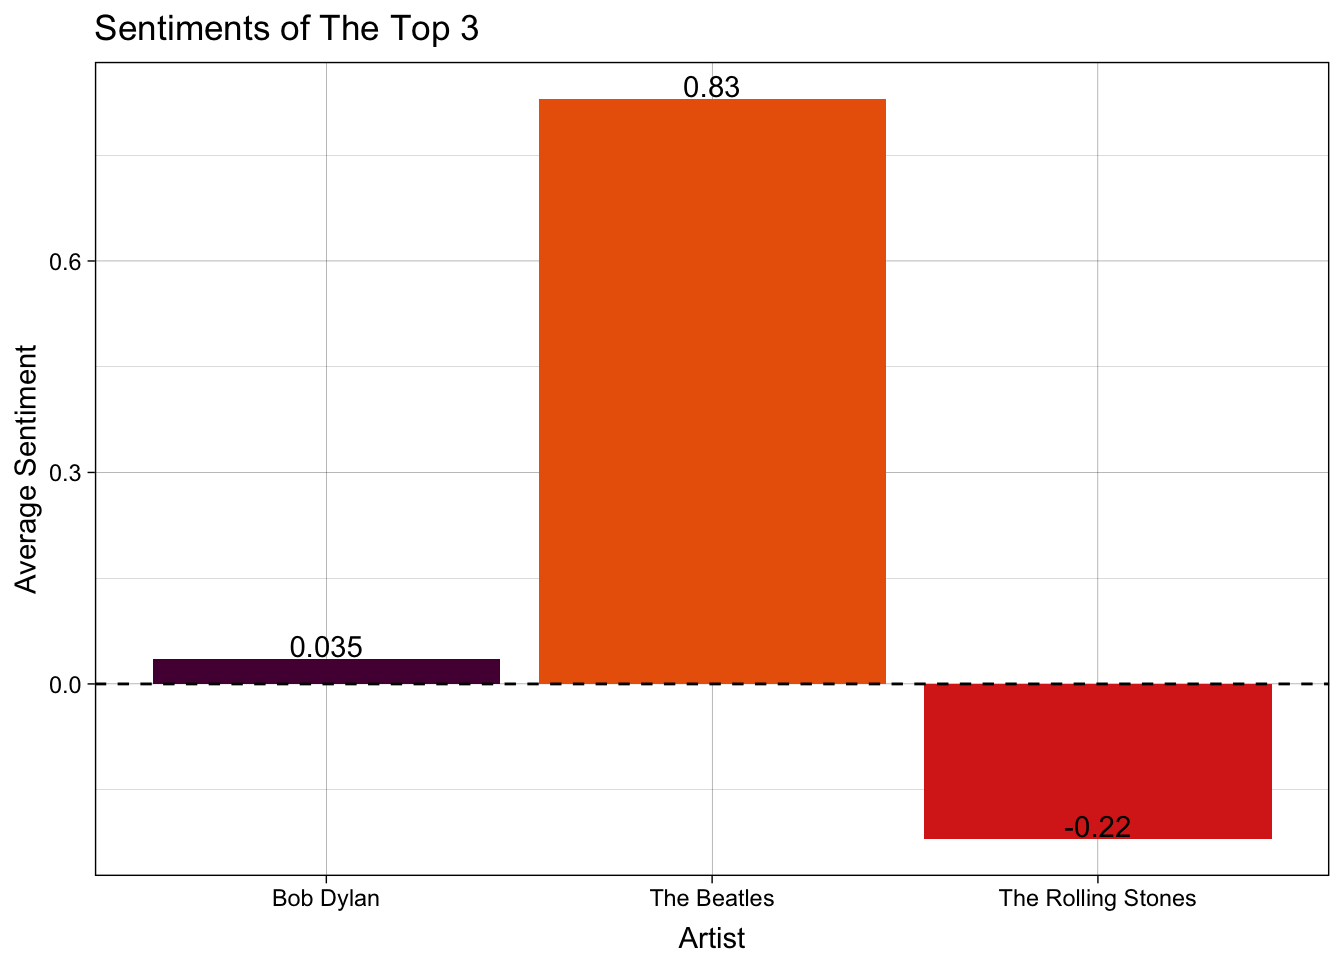 Sentiments of The Top 3
0.83
0.6
Average Sentiment
0.3
0.035
0.0
-0.22
Bob Dylan The Beatles The Rolling Stones
Artist